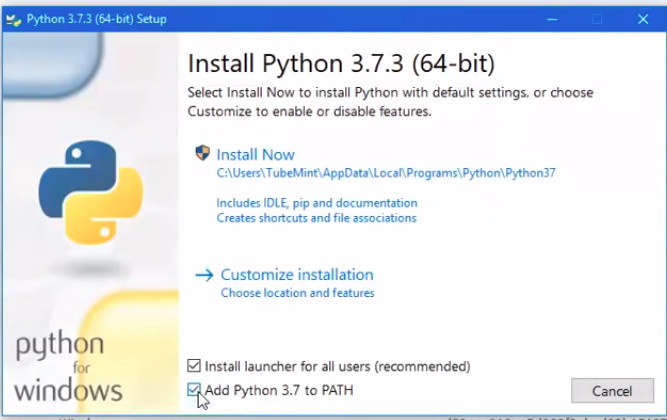 Python 3.7.3 (64-bit) Setup
Install Python 3.7.3 (64-bit)
Select Install Now to install Python with default settings, or choose
Customize to enable or disable features.
Install Now
C:\Users\TubeMint\AppData\Local\Programs\Python\Python37
Includes IDLE, pip and documentation
Creates shortcuts and file associations
Customize installation
Choose location and features
python
for
windows
Install launcher for all users (recommended)
Add Python 3.7 to PATH
Cancel